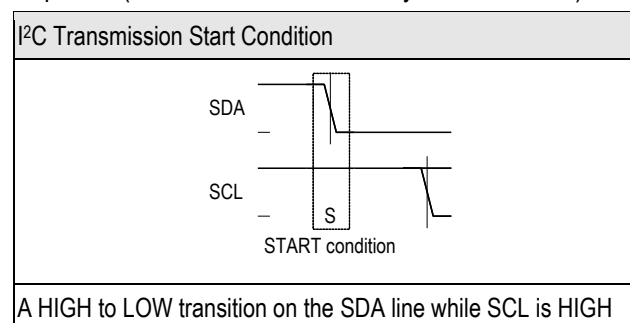 I²C Transmission Start Condition
SDA
SCL
S
START condition
A HIGH to LOW transition on the SDA line while SCL is HIGH